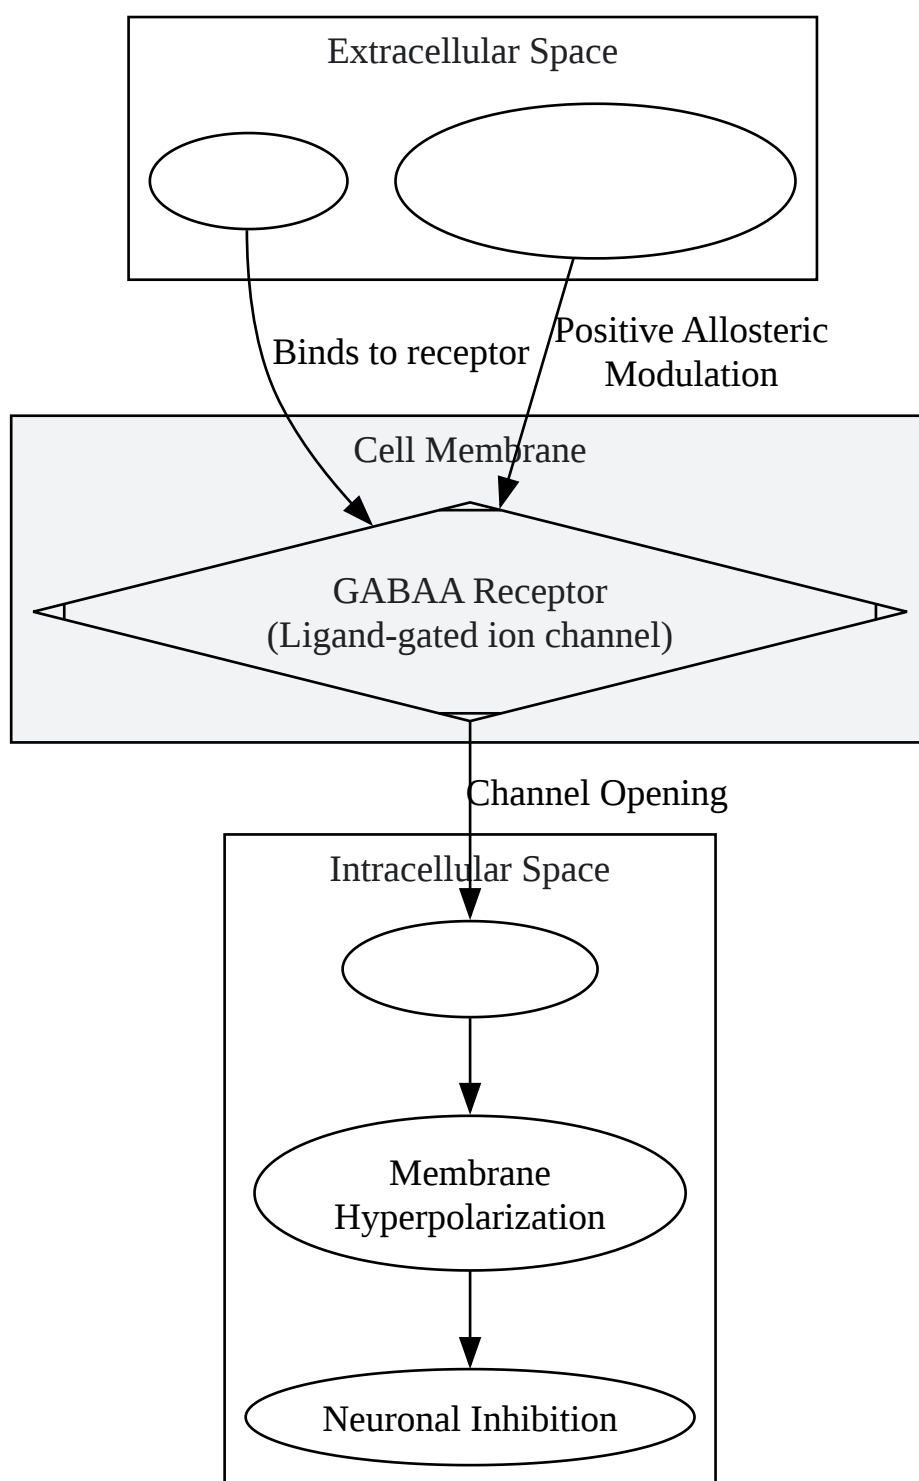 Extracellular Space
Binds to receptor
Positive Allosteric
Modulation
Cell Membrane
GABAA Receptor
(Ligand-gated ion channel)
Channel Opening
Intracellular Space
Membrane
Hyperpolarization
Neuronal Inhibition